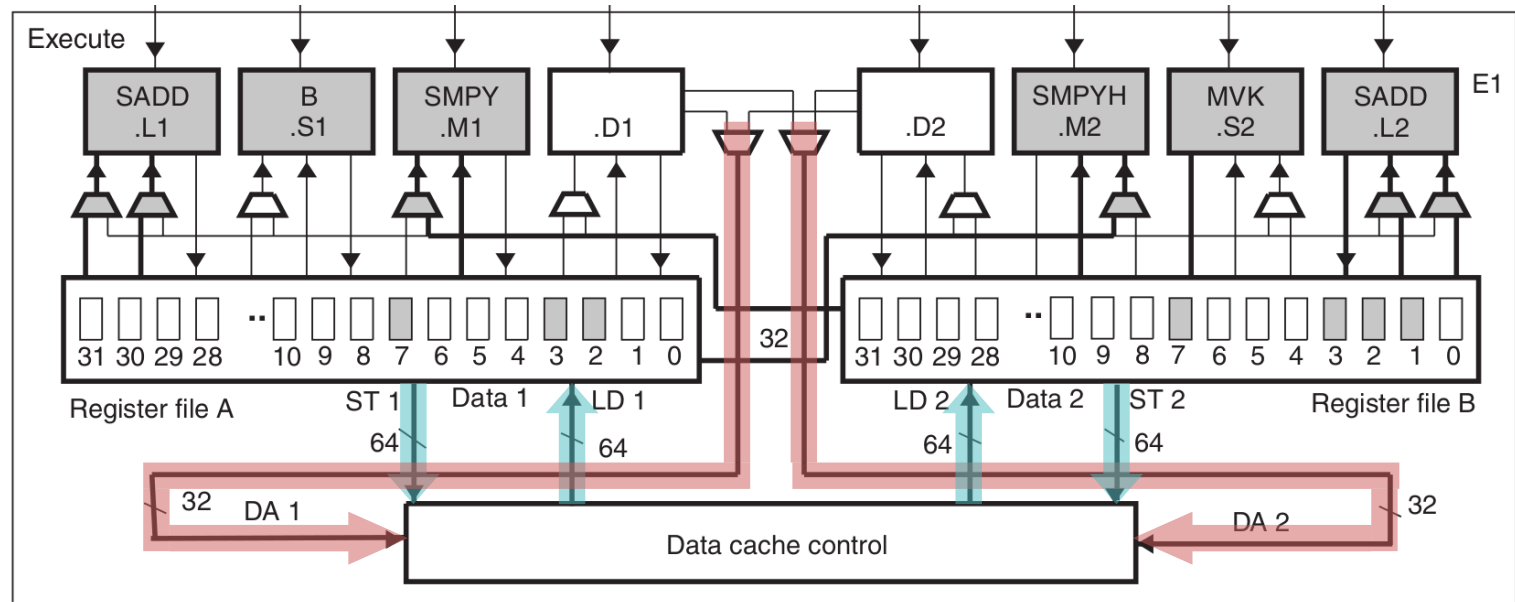 Execute
SADD .L1
B .S1
SMPY .M1
.D1
.D2
SMPYH .M2
MVK .S2
SADD .L2
E1
31 30 29 28 .. 10 9 8 7 6 5 4 3 2 1 0
32
31 30 29 28 .. 10 9 8 7 6 5 4 3 2 1 0
Register file A
ST 1
Data 1
LD 1
LD 2
Data 2
ST 2
Register file B
64
64
64
64
32
DA 1
DA 2
32
Data cache control